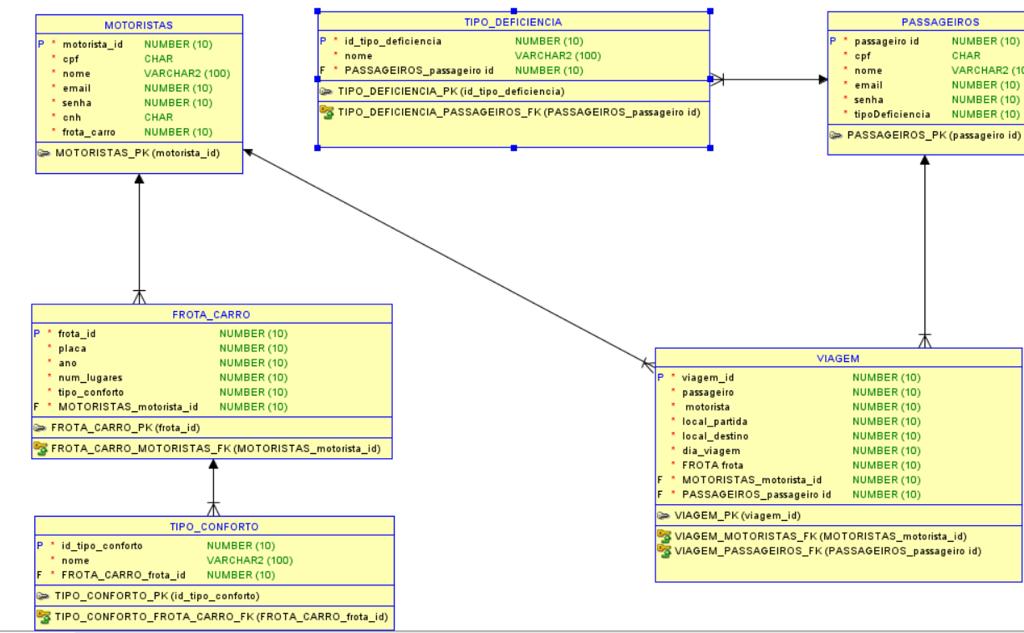 MOTORISTAS
P * motorista_id NUMBER (10)
* cpf CHAR
* nome VARCHAR2 (100)
* email NUMBER (10)
* senha NUMBER (10)
* cnh CHAR
* frota_carro NUMBER (10)
MOTORISTAS_PK (motorista_id)
TIPO_DEFICIENCIA
P * id_tipo_deficiencia NUMBER (10)
* nome VARCHAR2 (100)
F * PASSAGEIROS_passageiro id NUMBER (10)
TIPO_DEFICIENCIA_PK (id_tipo_deficiencia)
TIPO_DEFICIENCIA_PASSAGEIROS_FK (PASSAGEIROS_passageiro id)
PASSAGEIROS
P * passageiro id NUMBER (10)
* cpf CHAR
* nome VARCHAR2 (10
* email NUMBER (10)
* senha NUMBER (10)
* tipoDeficiencia NUMBER (10)
PASSAGEIROS_PK (passageiro id)
FROTA_CARRO
P * frota_id NUMBER (10)
* placa NUMBER (10)
* ano NUMBER (10)
* num_lugares NUMBER (10)
* tipo_conforto NUMBER (10)
F * MOTORISTAS_motorista_id NUMBER (10)
FROTA_CARRO_PK (frota_id)
FROTA_CARRO_MOTORISTAS_FK (MOTORISTAS_motorista_id)
VIAGEM
P * viagem_id NUMBER (10)
* passageiro NUMBER (10)
* motorista NUMBER (10)
* local_partida NUMBER (10)
* local_destino NUMBER (10)
* dia_viagem NUMBER (10)
* FROTA frota NUMBER (10)
F * MOTORISTAS_motorista_id NUMBER (10)
F * PASSAGEIROS_passageiro id NUMBER (10)
VIAGEM_PK (viagem_id)
VIAGEM_MOTORISTAS_FK (MOTORISTAS_motorista_id)
VIAGEM_PASSAGEIROS_FK (PASSAGEIROS_passageiro id)
TIPO_CONFORTO
P * id_tipo_conforto NUMBER (10)
* nome VARCHAR2 (100)
F * FROTA_CARRO_frota_id NUMBER (10)
TIPO_CONFORTO_PK (id_tipo_conforto)
TIPO_CONFORTO_FROTA_CARRO_FK (FROTA_CARRO_frota_id)